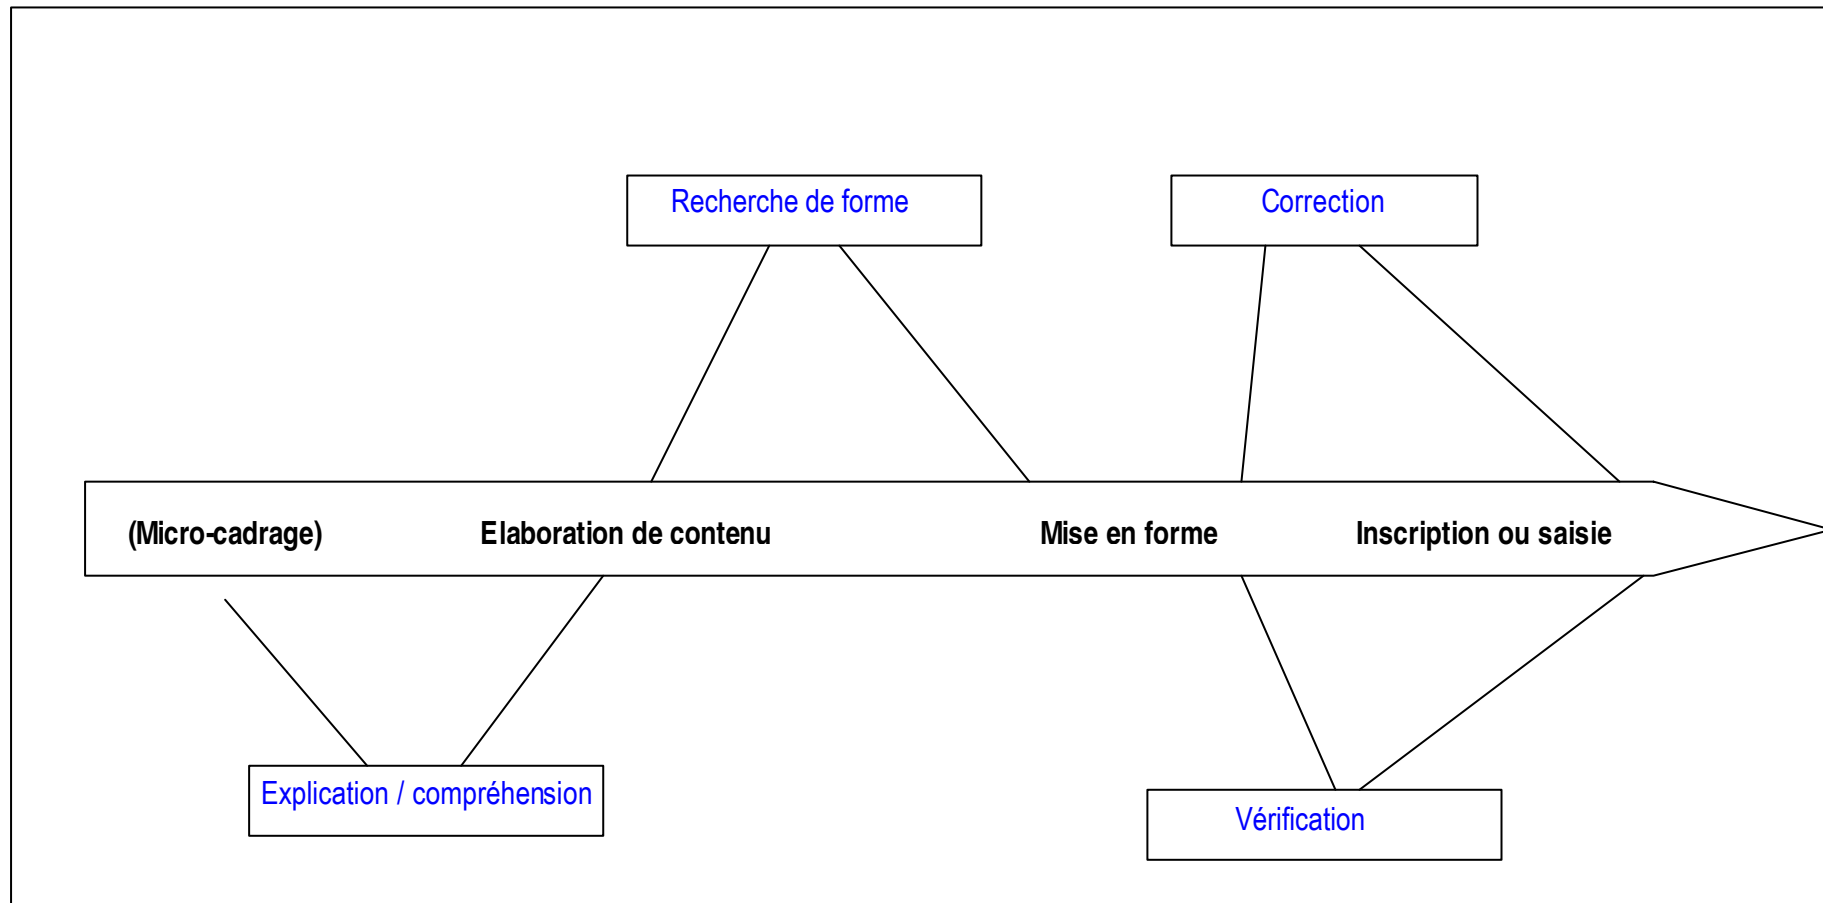 Recherche de forme
Correction
(Micro-cadrage)
Elaboration de contenu
Mise en forme
Inscription ou saisie
Explication / compréhension
Vérification